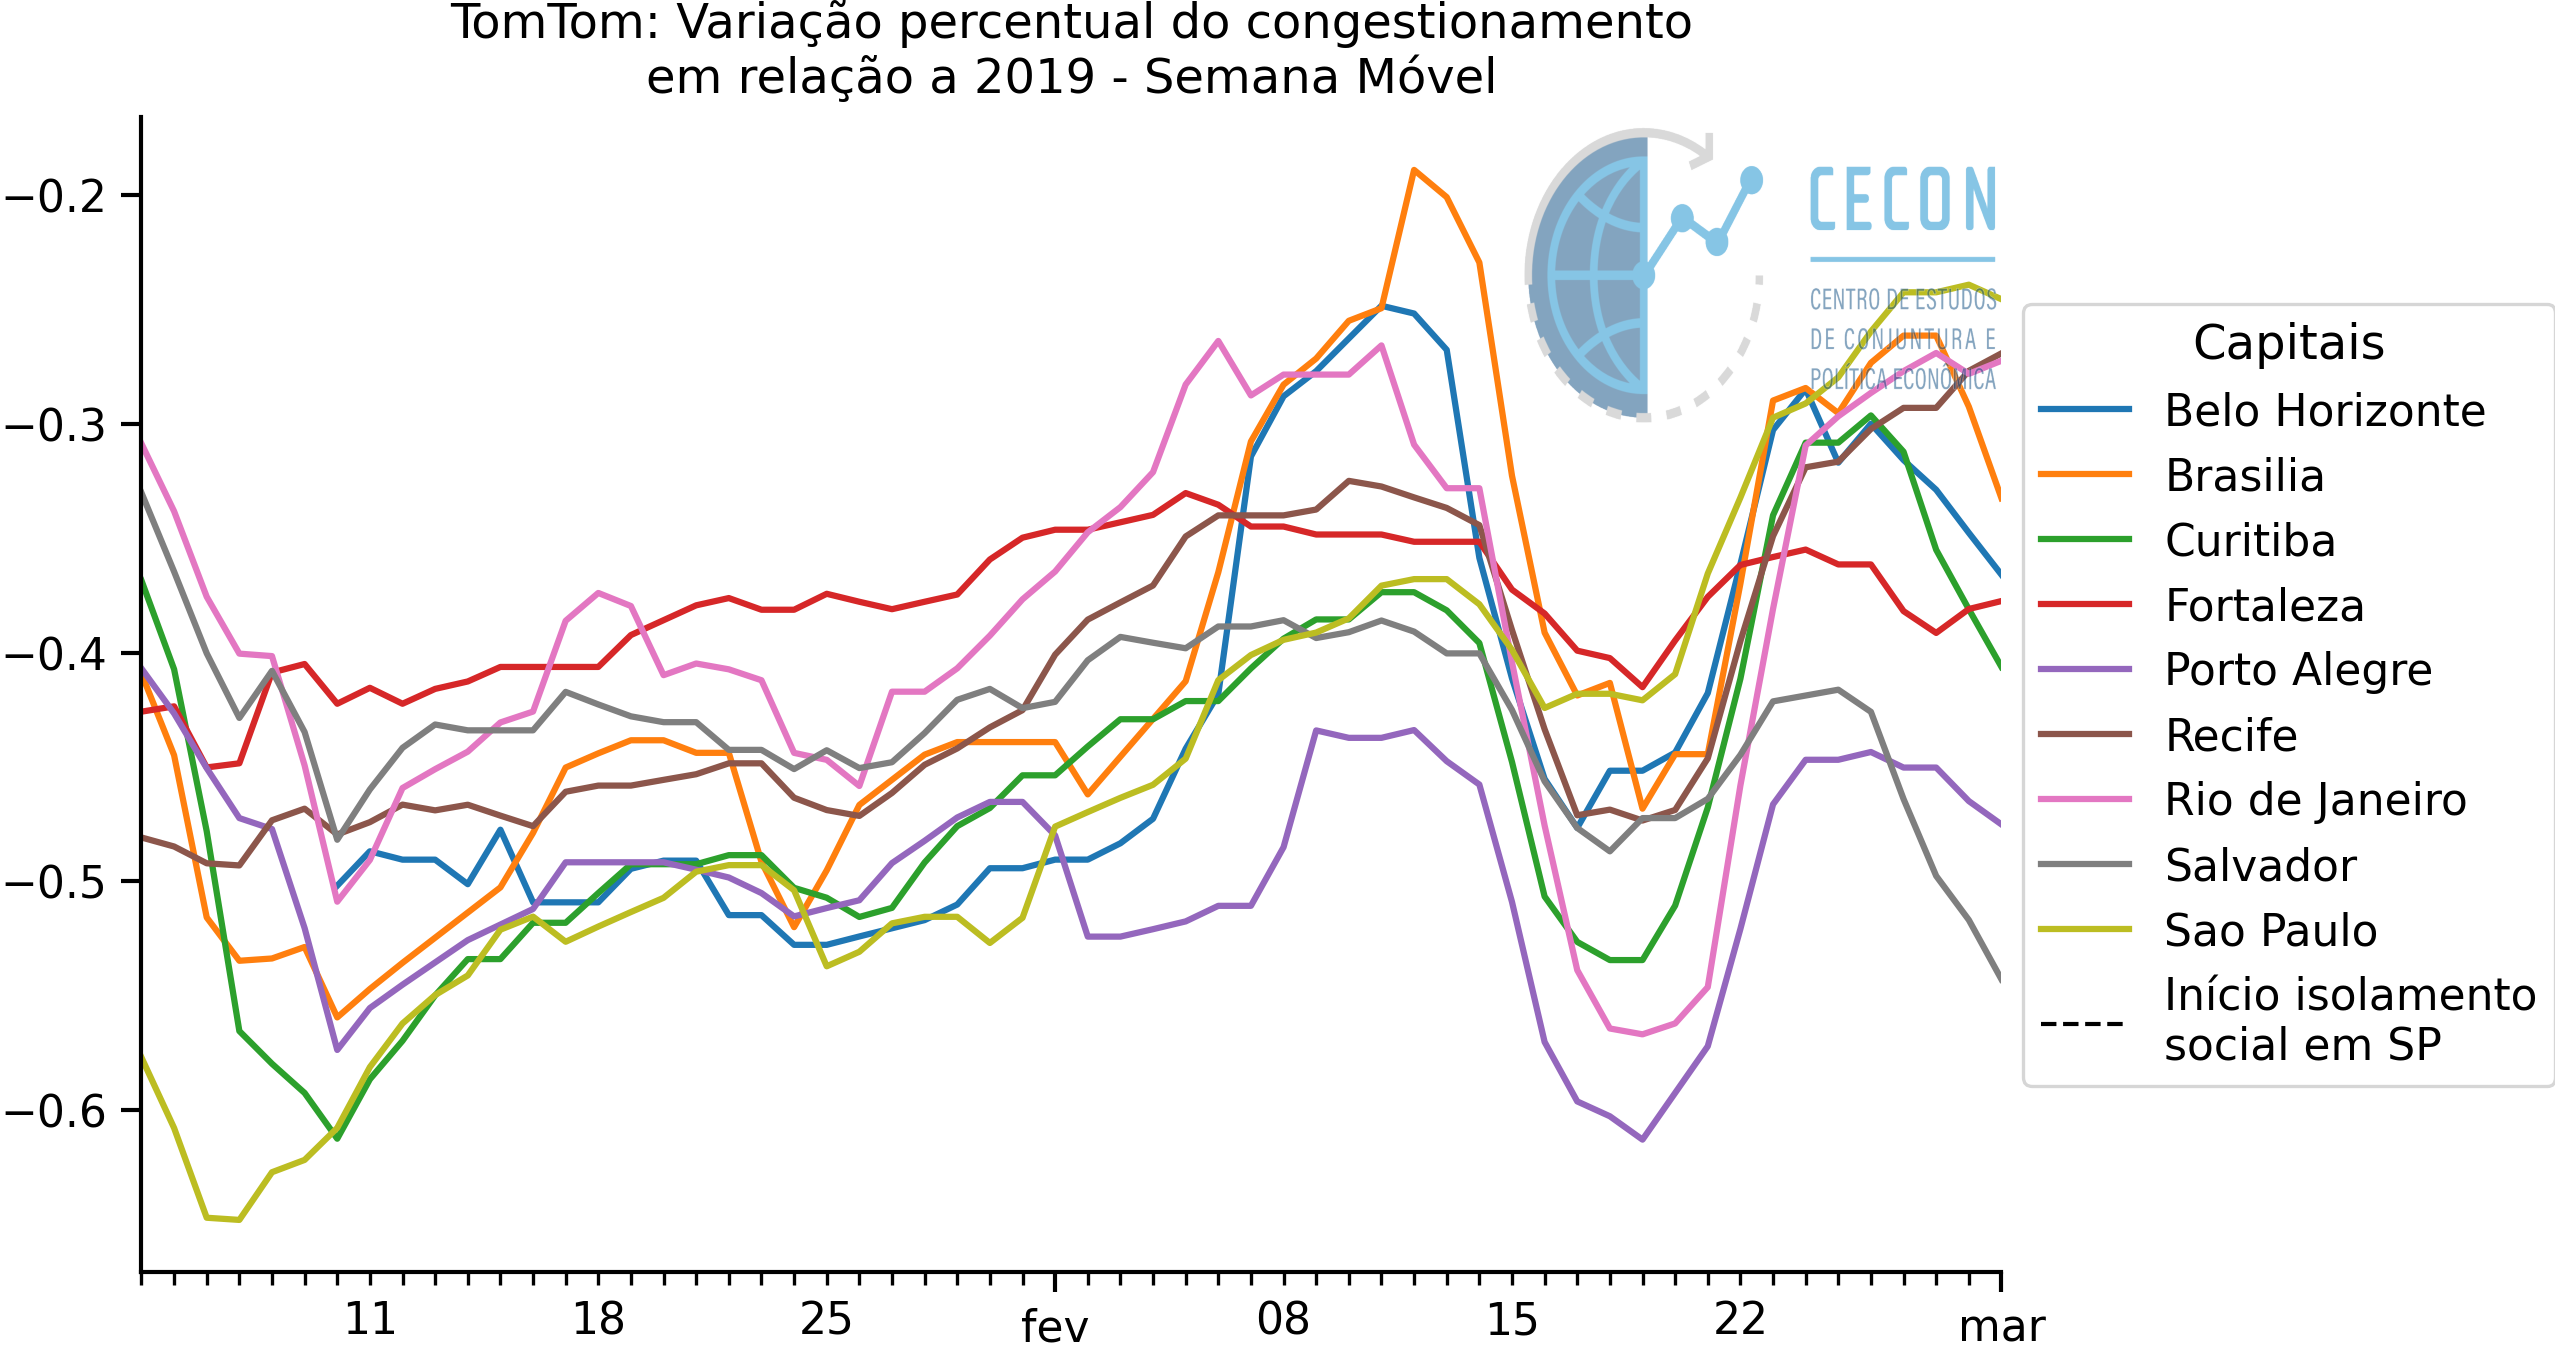 TomTom: Variação percentual do congestionamento
em relação a 2019 - Semana Móvel
CECON
CENTRO DE ESTUDOS
DE CONJUNTURA E
POLÍTICA ECONÔMICA
−0.2
−0.3
−0.4
−0.5
−0.6
11
18
25
fev
08
15
22
mar
Capitais
Belo Horizonte
Brasilia
Curitiba
Fortaleza
Porto Alegre
Recife
Rio de Janeiro
Salvador
Sao Paulo
Início isolamento
social em SP